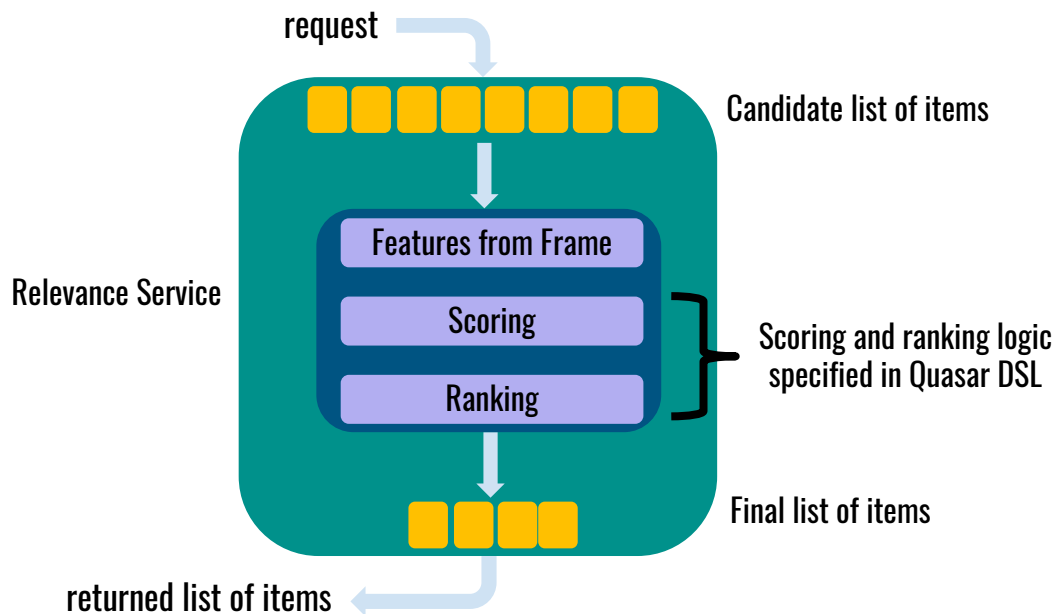 request
Candidate list of items
Features from Frame
Relevance Service
Scoring
Scoring and ranking logic
specified in Quasar DSL
Ranking
Final list of items
returned list of items